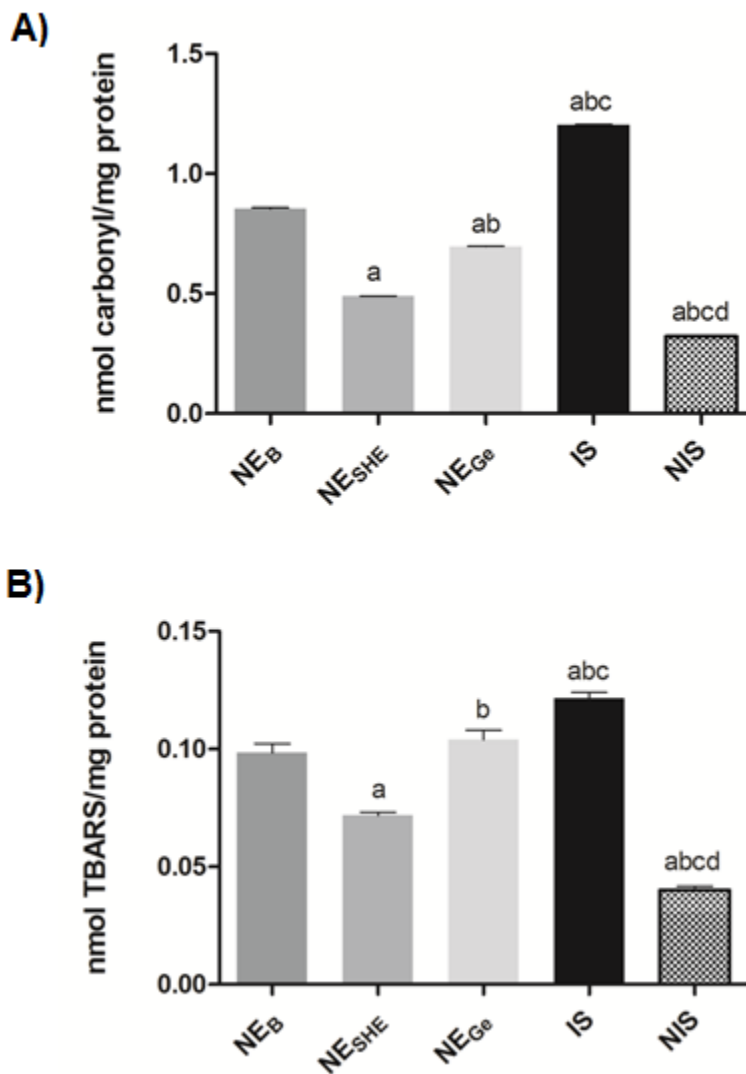 A)
nmol carbonyl/mg protein
1.5
1.0
0.5
0.0
a
ab
abc
abcd
NEB
NESHE
NEGe
IS
NIS
B)
nmol TBARS/mg protein
0.15
0.10
0.05
0.00
a
b
abc
abcd
NEB
NESHE
NEGe
IS
NIS